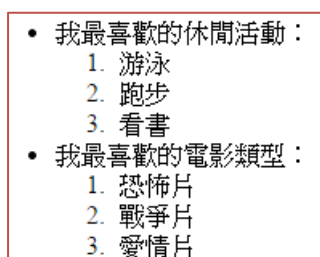 • 我最喜歡的休閒活動：
1. 游泳
2. 跑步
3. 看書
• 我最喜歡的電影類型：
1. 恐怖片
2. 戰爭片
3. 愛情片